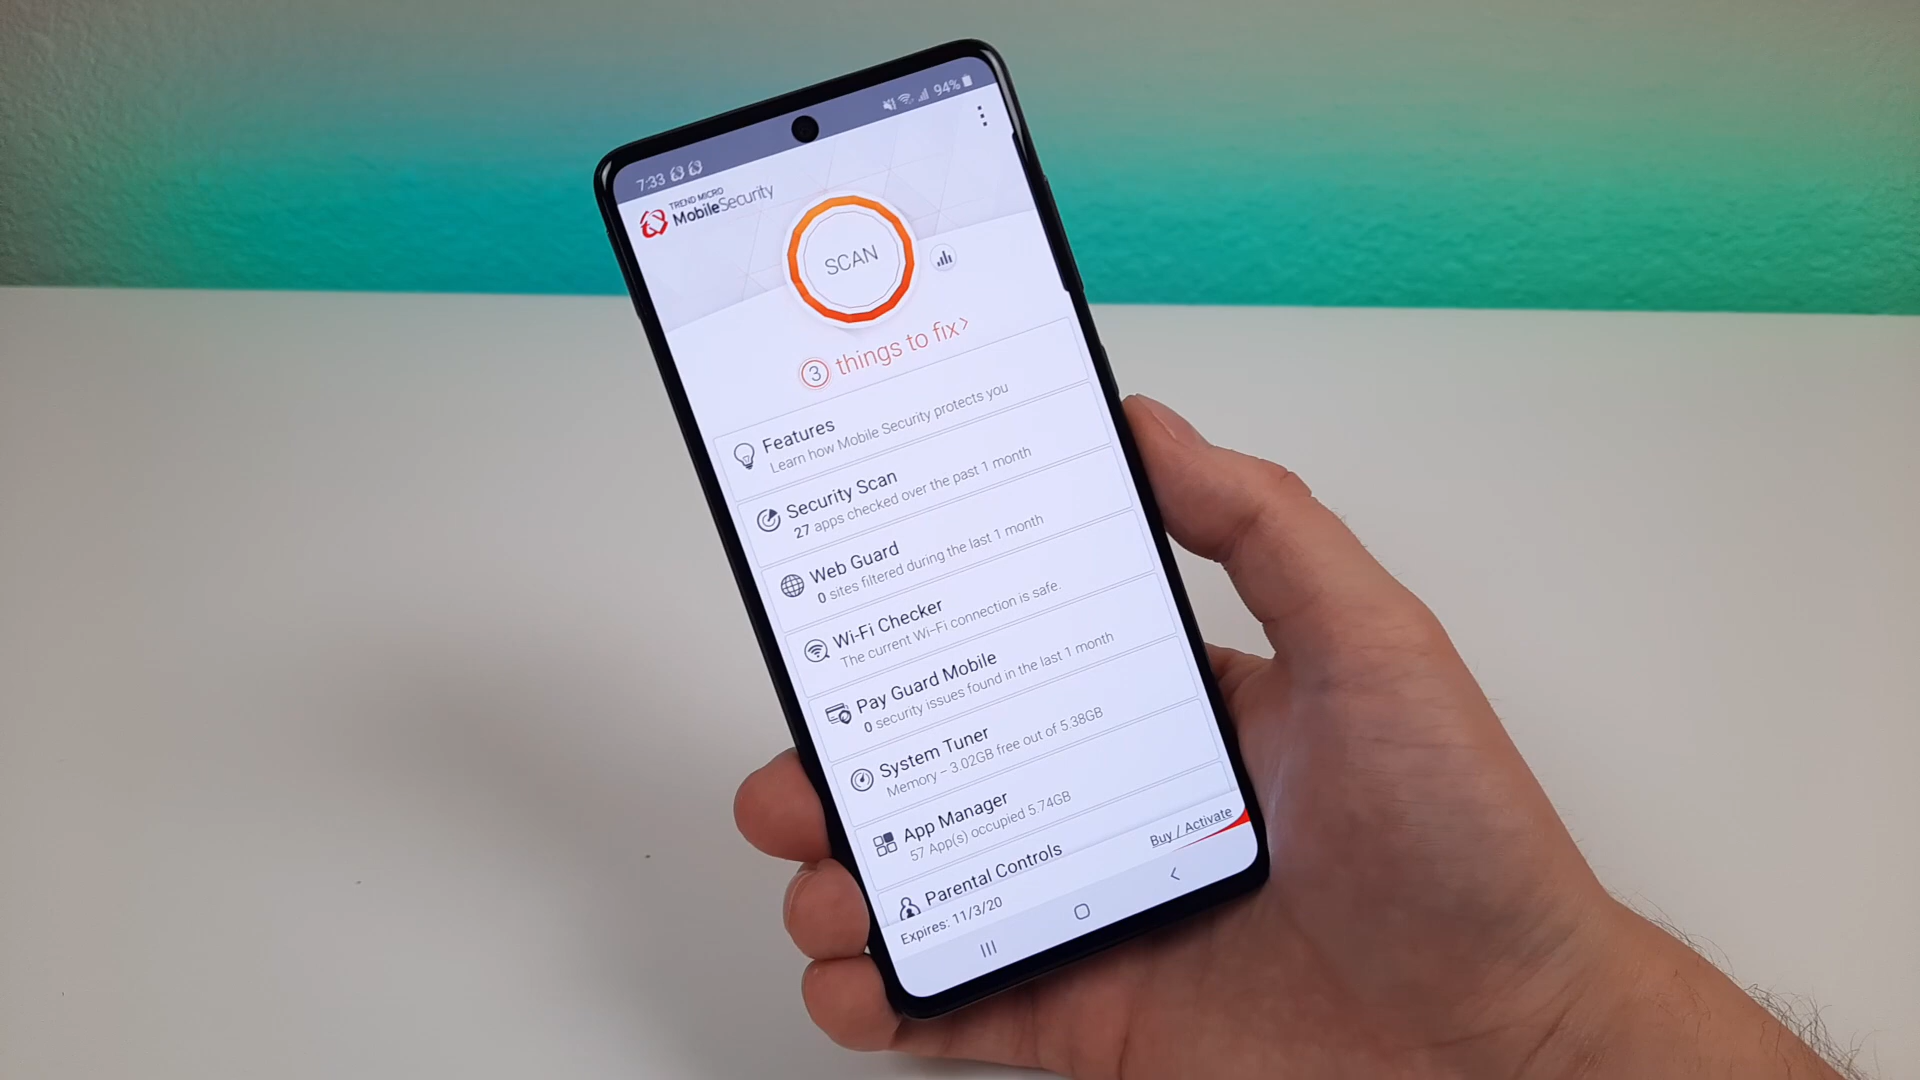 7:33
94%
TREND MICRO
MobileSecurity
SCAN
3 things to fix>
Features
Learn how Mobile Security protects you
Security Scan
27 apps checked over the past 1 month
Web Guard
0 sites filtered during the last 1 month
Wi-Fi Checker
The current Wi-Fi connection is safe.
Pay Guard Mobile
0 security issues found in the last 1 month
System Tuner
Memory - 3.02GB free out of 5.38GB
App Manager
57 App(s) occupied 5.74GB
Parental Controls
Expires: 11/3/20
Buy / Activate